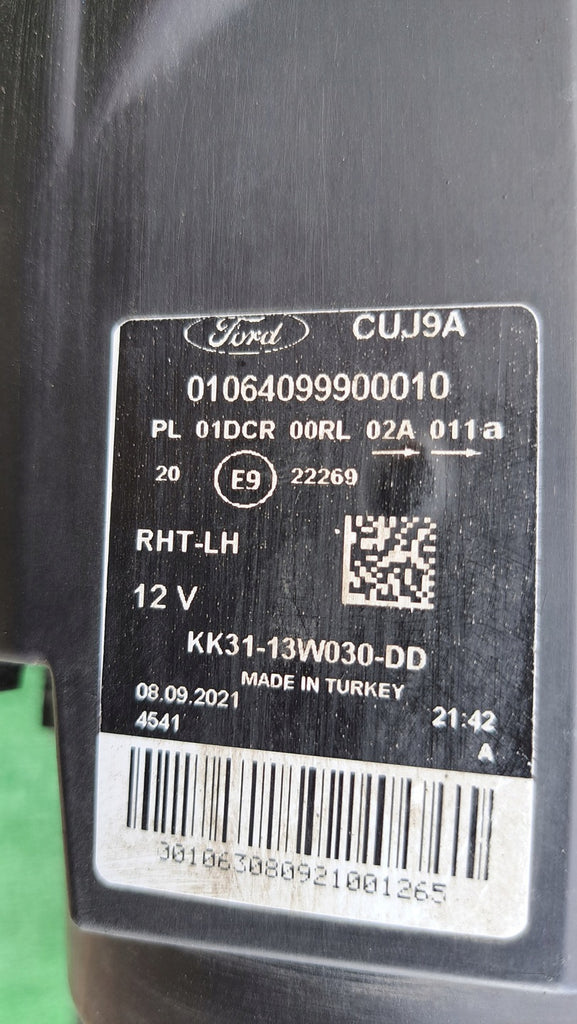 Ford CUJ9A
01064099900010
PL 01DCR 00RL 02A 011a
20 E9 22269
RHT-LH
12 V
KK31-13W030-DD
MADE IN TURKEY
08.09.2021
4541 21:42
A
301063080921001265